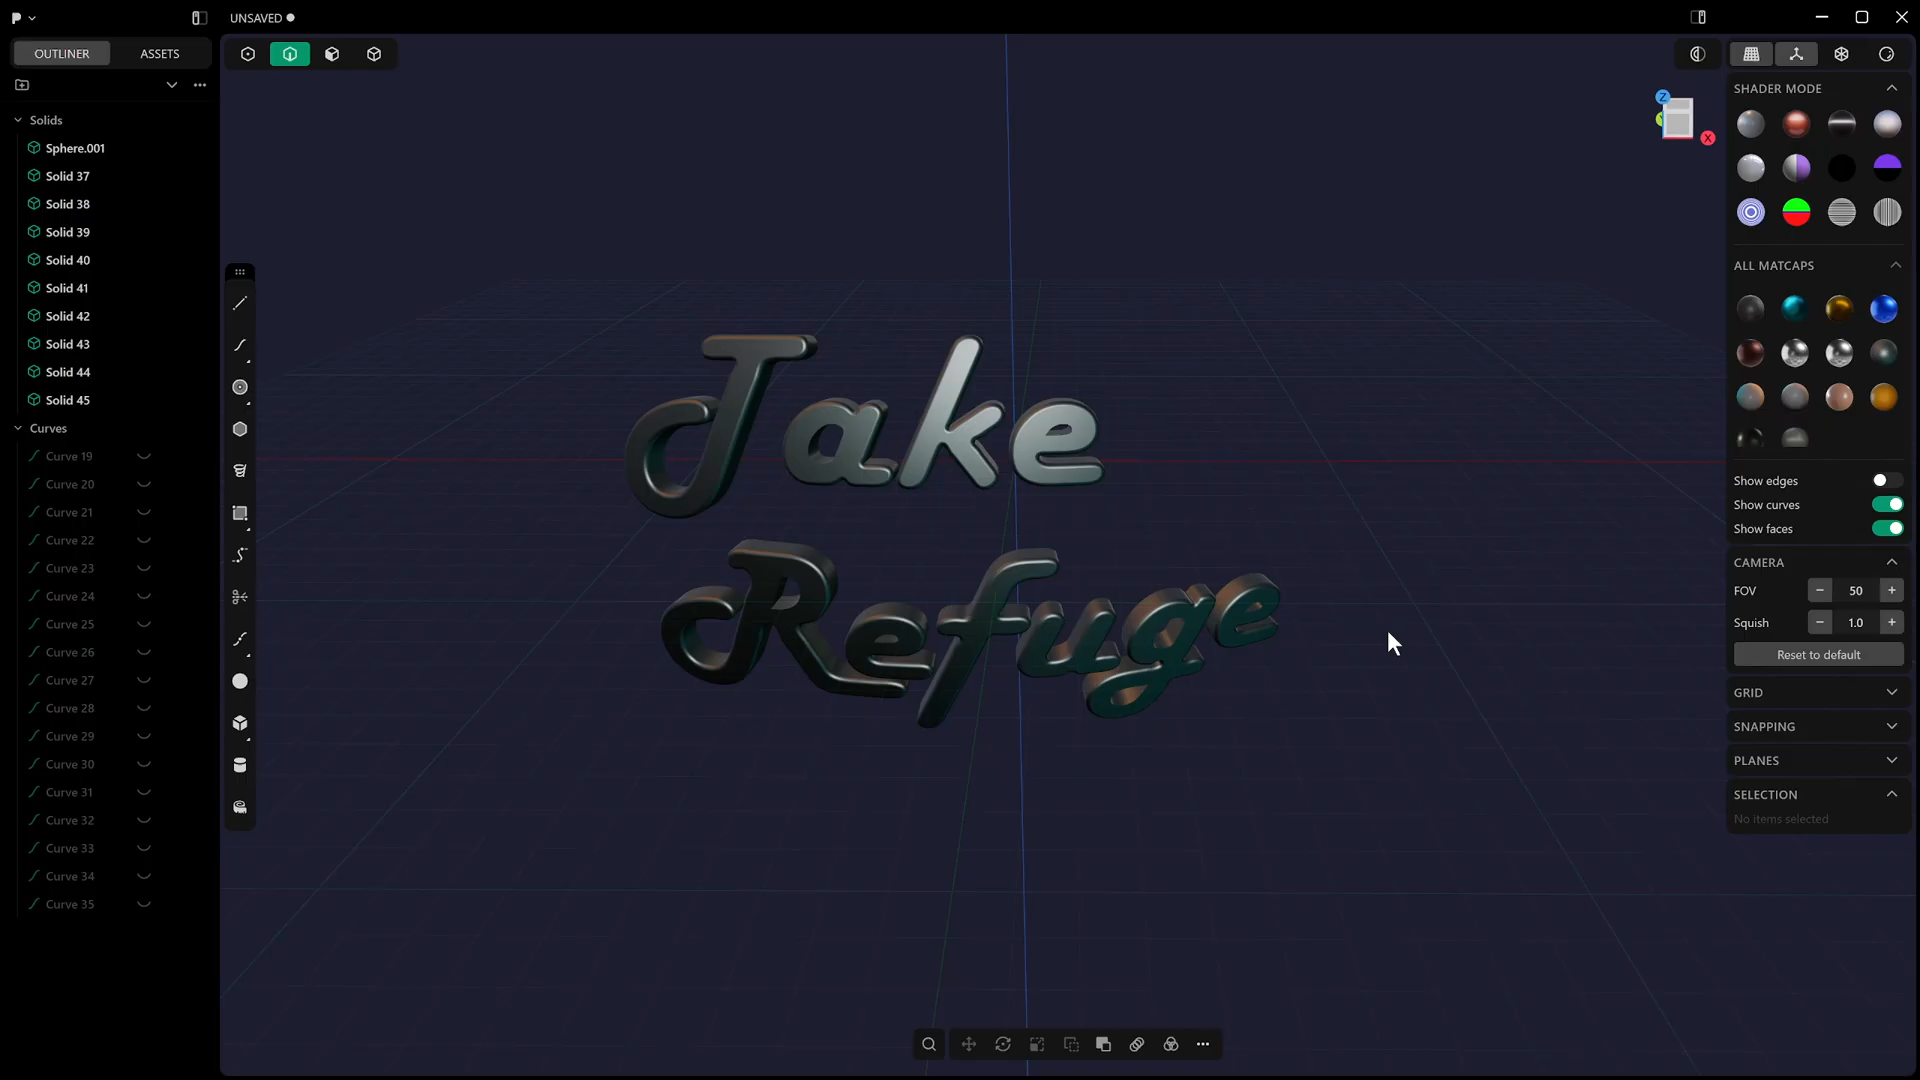 UNSAVED
OUTLINER
ASSETS
Solids
Sphere.001
Solid 37
Solid 38
Solid 39
Solid 40
Solid 41
Solid 42
Solid 43
Solid 44
Solid 45
Curves
Curve 19
Curve 20
Curve 21
Curve 22
Curve 23
Curve 24
Curve 25
Curve 26
Curve 27
Curve 28
Curve 29
Curve 30
Curve 31
Curve 32
Curve 33
Curve 34
Curve 35
Take
Refuge
Z
Y
X
SHADER MODE
ALL MATCAPS
Show edges
Show curves
Show faces
CAMERA
FOV − 50 +
Squish − 1.0 +
Reset to default
GRID
SNAPPING
PLANES
SELECTION
No items selected